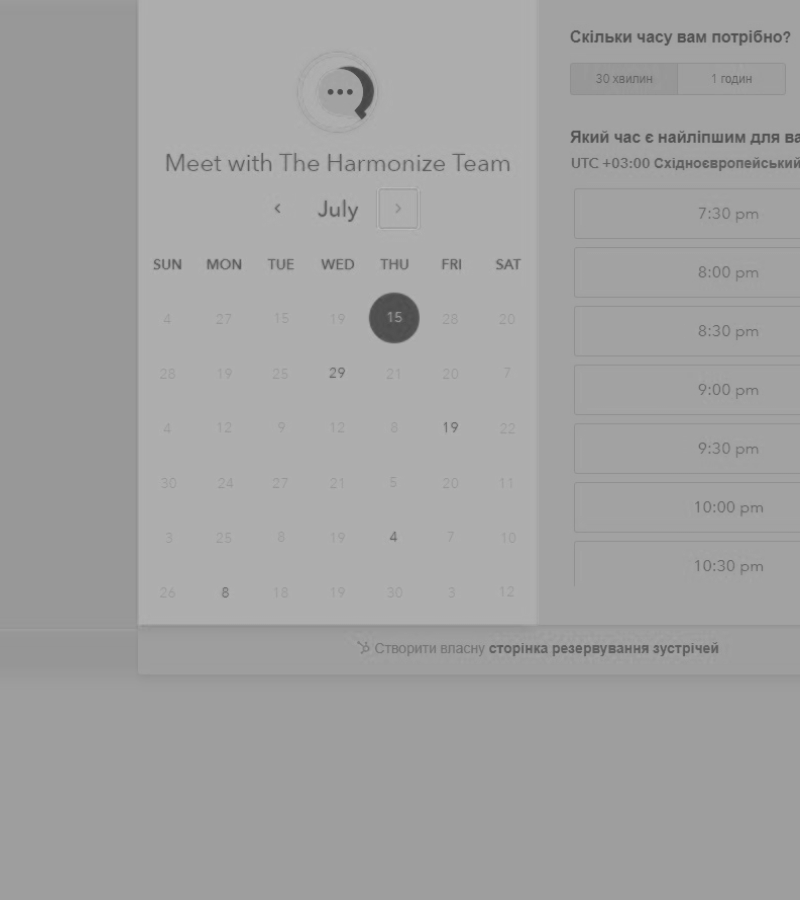 Meet with The Harmonize Team
July
SUN MON TUE WED THU FRI SAT
4 27 15 19 15 28 20
28 19 25 29 21 20 7
4 12 9 12 8 19 22
30 24 27 21 5 20 11
3 25 8 19 4 7 10
26 8 18 19 30 3 12
Скільки часу вам потрібно?
30 хвилин 1 годин
Який час є найліпшим для ва
UTC +03:00 Східноєвропейський
7:30 pm
8:00 pm
8:30 pm
9:00 pm
9:30 pm
10:00 pm
10:30 pm
Створити власну сторінка резервування зустрічей